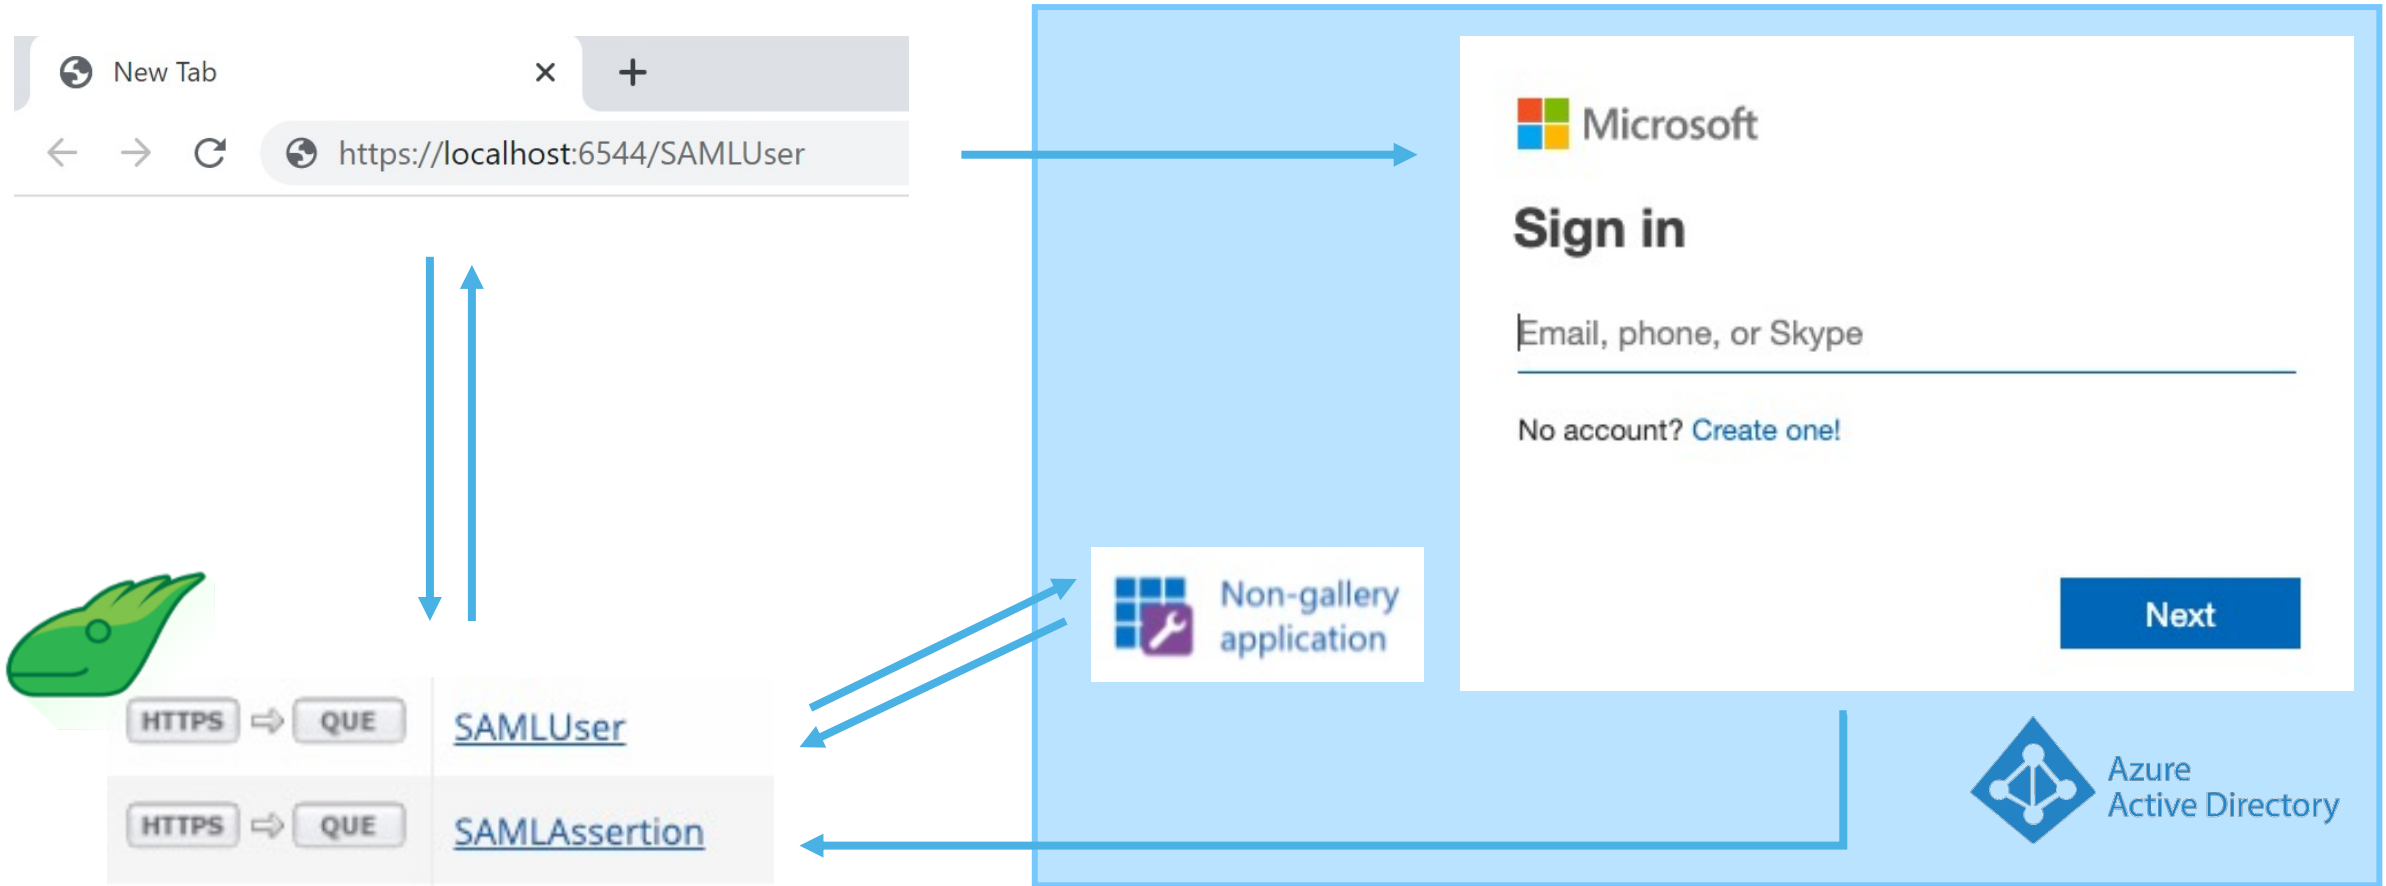 New Tab
https://localhost:6544/SAMLUser
Microsoft
Sign in
Email, phone, or Skype
No account? Create one!
Next
Non-gallery
application
HTTPS QUE SAMLUser
HTTPS QUE SAMLAssertion
Azure
Active Directory